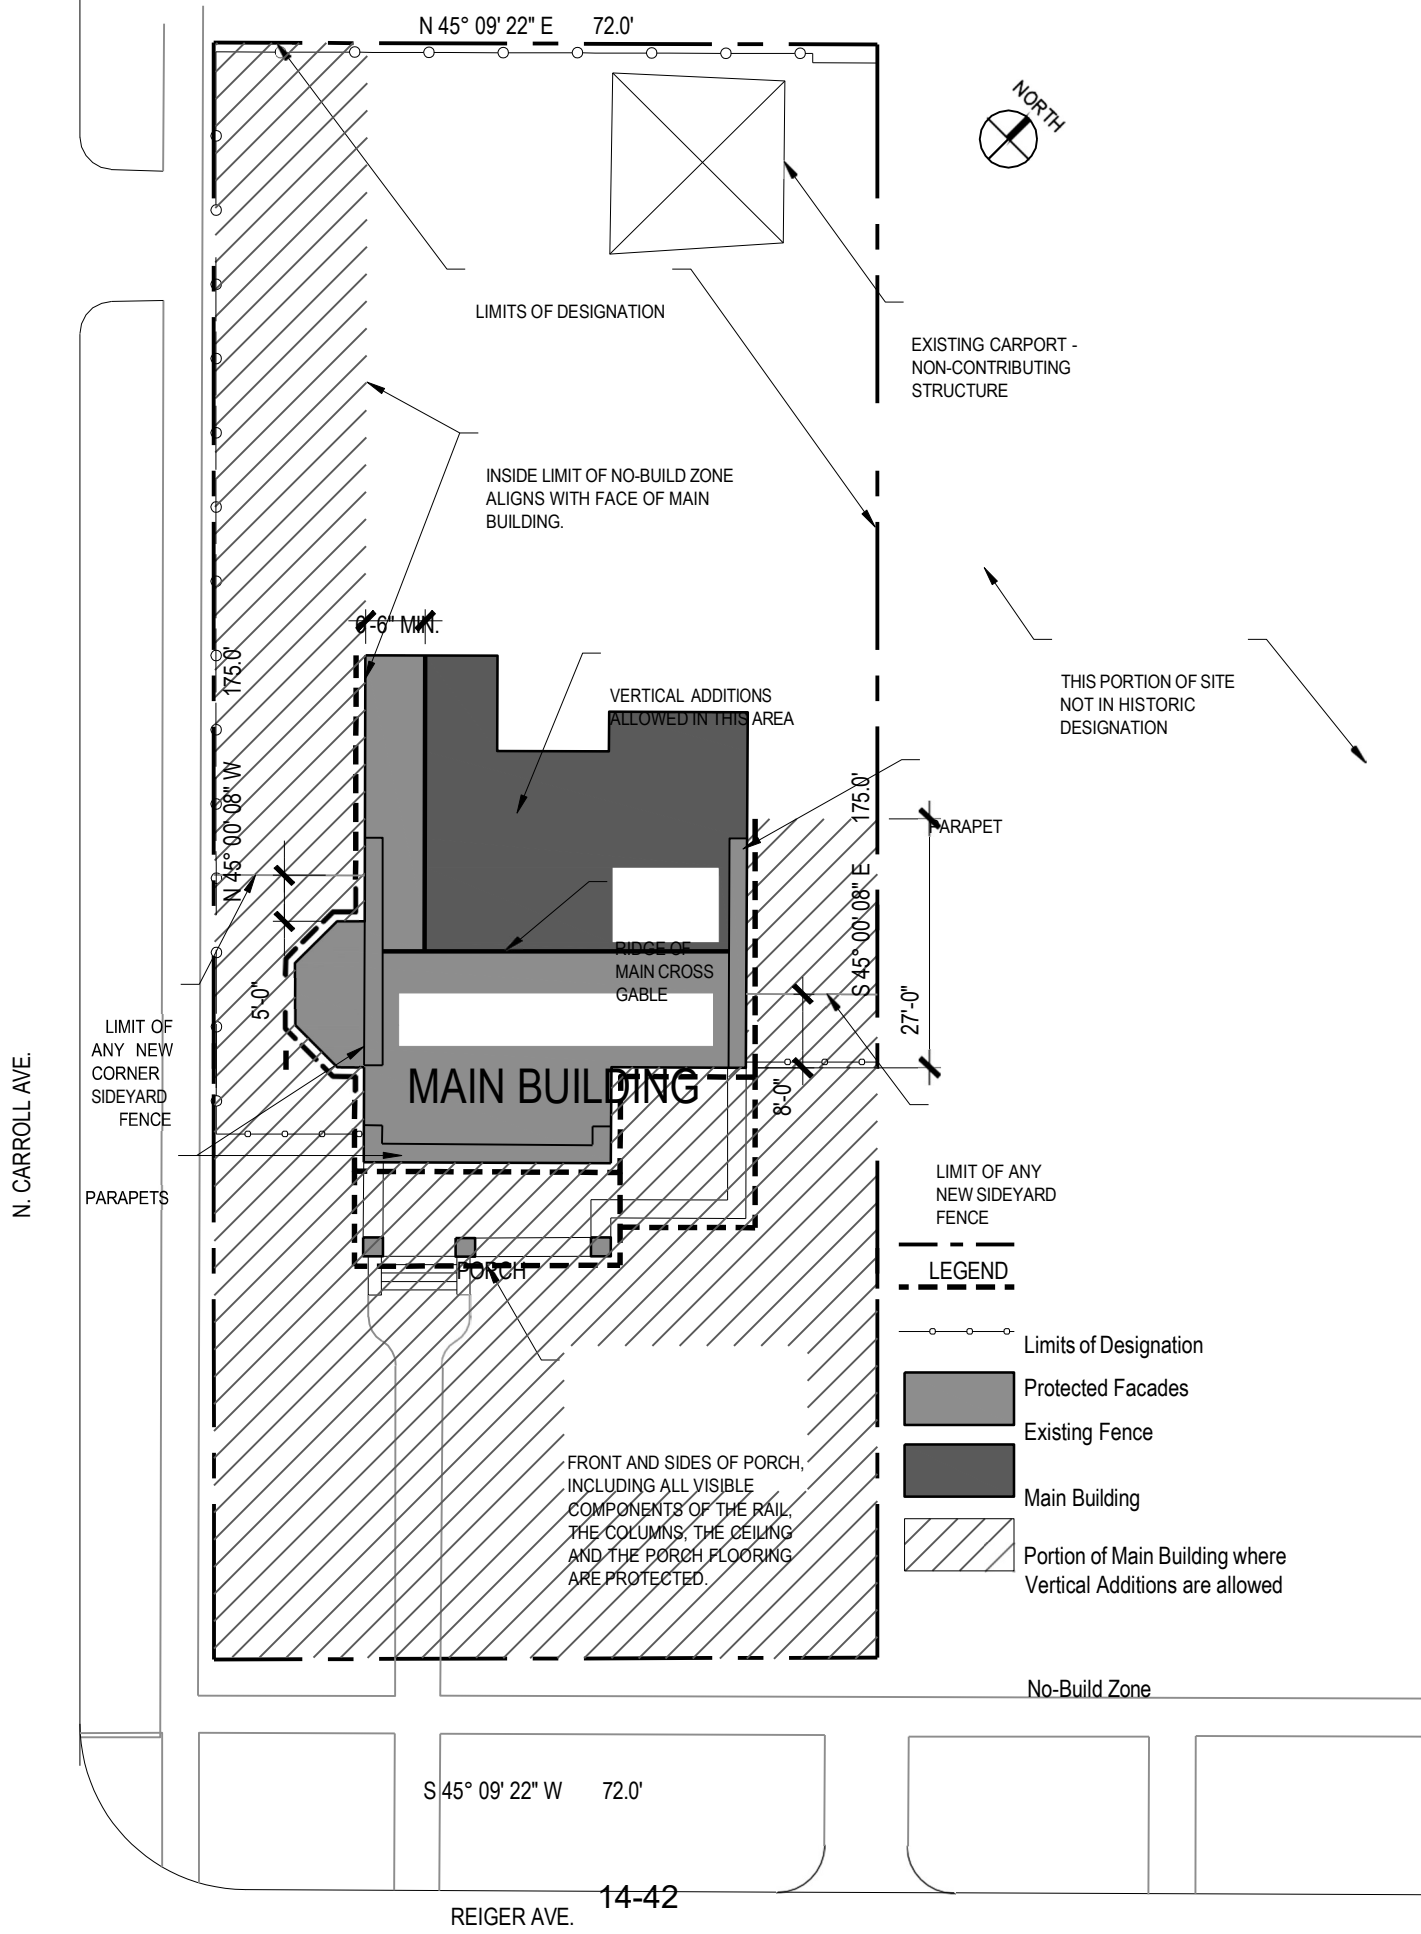 N 45° 09' 22" E 72.0'
NORTH
LIMITS OF DESIGNATION
EXISTING CARPORT -
NON-CONTRIBUTING
STRUCTURE
INSIDE LIMIT OF NO-BUILD ZONE
ALIGNS WITH FACE OF MAIN
BUILDING.
6'-6" MIN.
N 45° 00' 08" W 175.0'
VERTICAL ADDITIONS
ALLOWED IN THIS AREA
THIS PORTION OF SITE
NOT IN HISTORIC
DESIGNATION
S 45° 00' 08" E 175.0'
PARAPET
RIDGE OF
MAIN CROSS
GABLE
5'-0"
27'-0"
8'-0"
LIMIT OF
ANY NEW
CORNER
SIDEYARD
FENCE
MAIN BUILDING
N. CARROLL AVE.
PARAPETS
LIMIT OF ANY
NEW SIDEYARD
FENCE
PORCH
LEGEND
Limits of Designation
Protected Facades
Existing Fence
Main Building
Portion of Main Building where
Vertical Additions are allowed
No-Build Zone
FRONT AND SIDES OF PORCH,
INCLUDING ALL VISIBLE
COMPONENTS OF THE RAIL,
THE COLUMNS, THE CEILING
AND THE PORCH FLOORING
ARE PROTECTED.
S 45° 09' 22" W 72.0'
14-42
REIGER AVE.